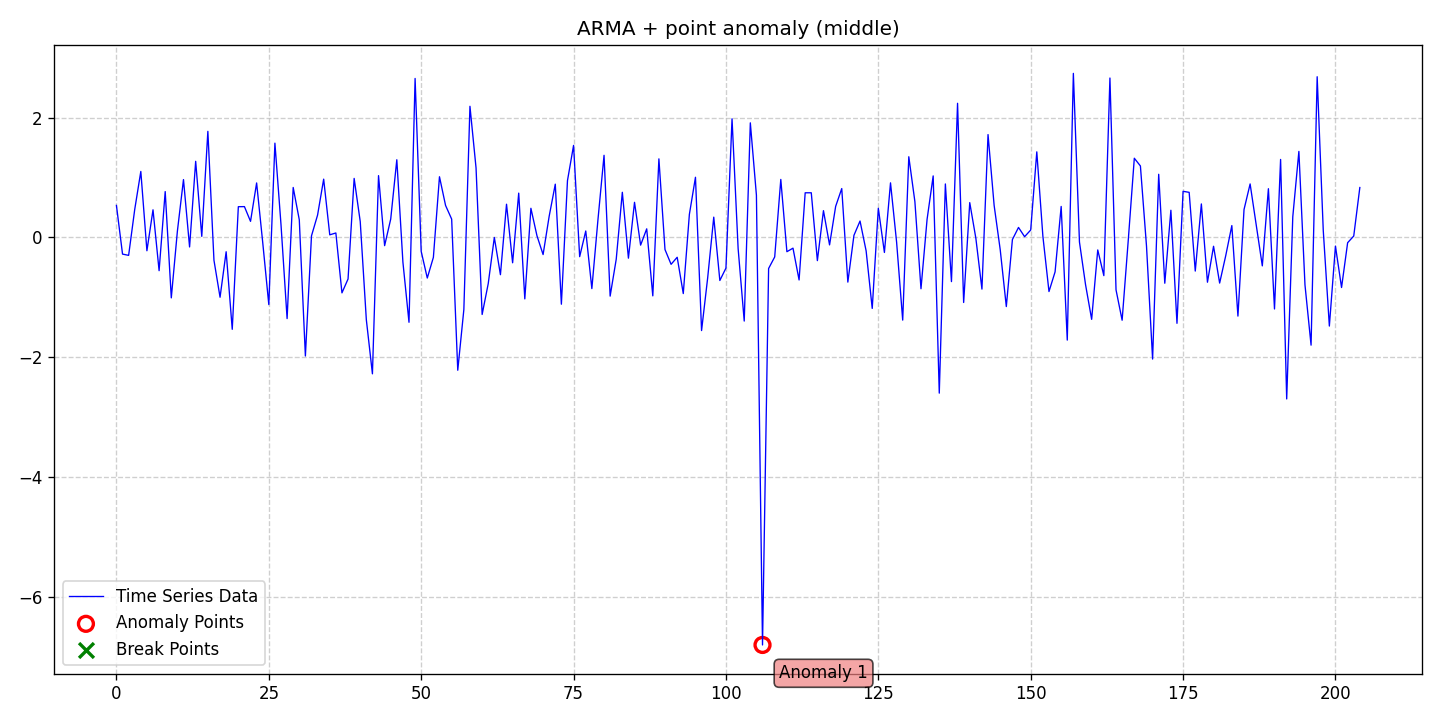 ARMA + point anomaly (middle)
2
0
−2
−4
−6
Time Series Data
Anomaly Points
Break Points
Anomaly 1
0
25
50
75
100
125
150
175
200